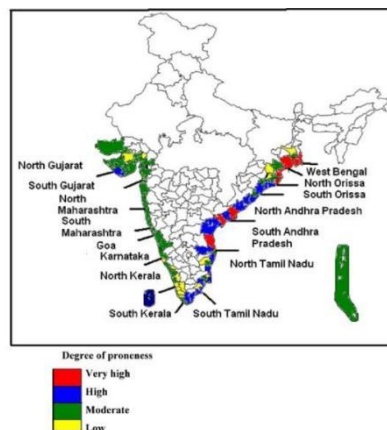 West Bengal
North Orissa
South Orissa
North Andhra Pradesh
South Andhra
Pradesh
North Tamil Nadu
North Gujarat
South Gujarat
North
Maharashtra
South
Maharashtra
Goa
Karnataka
North Kerala
South Kerala
South Tamil Nadu
Degree of proneness
Very high
High
Moderate
Low